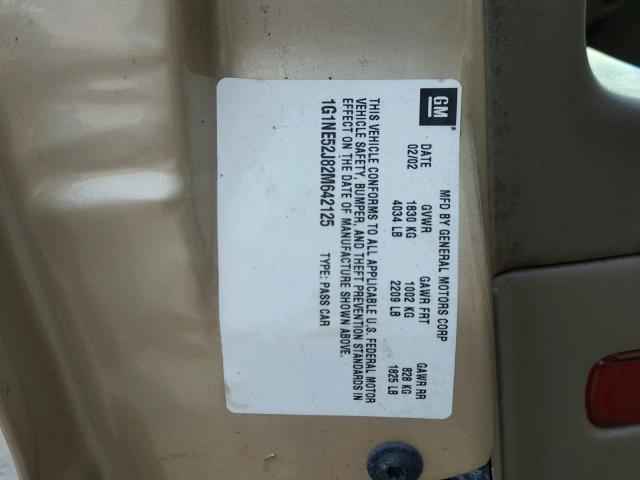 GM
MFD BY GENERAL MOTORS CORP
DATE GVWR GAWR FRT GAWR RR
02/02 1830 KG 1002 KG 828 KG
4034 LB 2209 LB 1825 LB
THIS VEHICLE CONFORMS TO ALL APPLICABLE U.S. FEDERAL MOTOR
VEHICLE SAFETY, BUMPER, AND THEFT PREVENTION STANDARDS IN
EFFECT ON THE DATE OF MANUFACTURE SHOWN ABOVE.
1G1NE52J82M642125 TYPE: PASS CAR